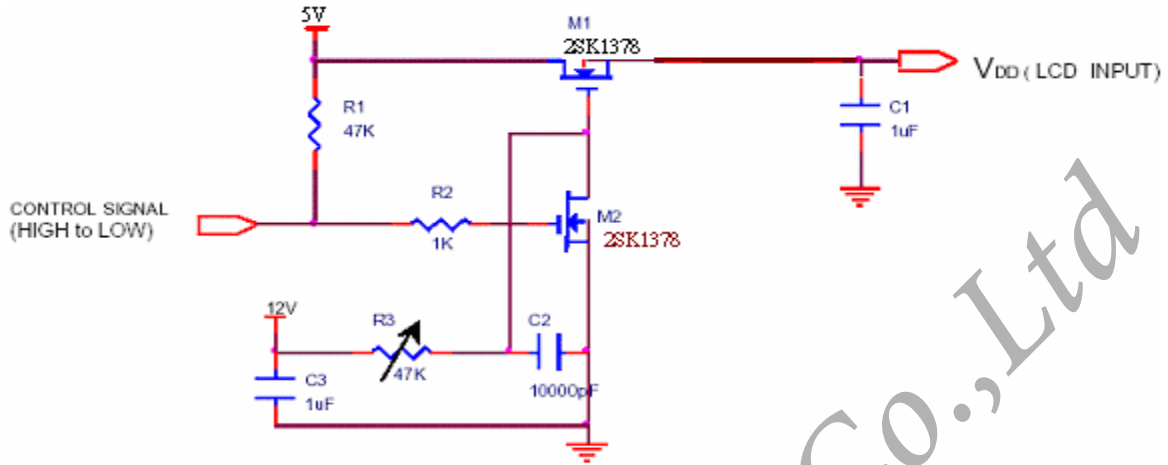 5V
M1
2SK1378
VDD ( LCD INPUT)
R1
47K
C1
1uF
CONTROL SIGNAL
(HIGH to LOW)
R2
1K
M2
2SK1378
12V
R3
47K
C2
10000pF
C3
1uF
Co.,Ltd